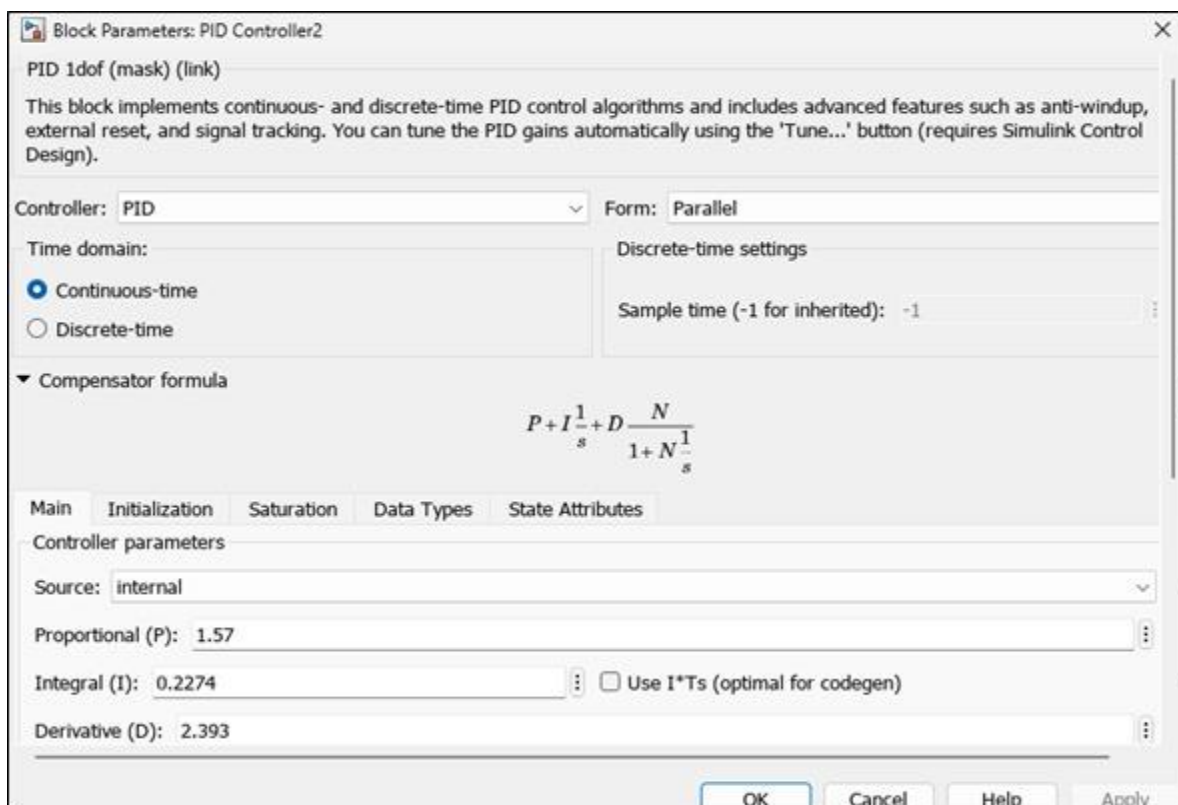 Block Parameters: PID Controller2
PID 1dof (mask) (link)
This block implements continuous- and discrete-time PID control algorithms and includes advanced features such as anti-windup,
external reset, and signal tracking. You can tune the PID gains automatically using the 'Tune...' button (requires Simulink Control
Design).
Controller: PID Form: Parallel
Time domain: Discrete-time settings
Continuous-time
Sample time (-1 for inherited): -1
Discrete-time
Compensator formula
P+I\frac{1}{s}+D\frac{N}{1+N\frac{1}{s}}
Main Initialization Saturation Data Types State Attributes
Controller parameters
Source: internal
Proportional (P): 1.57
Integral (I): 0.2274 Use I*Ts (optimal for codegen)
Derivative (D): 2.393
OK Cancel Help Apply